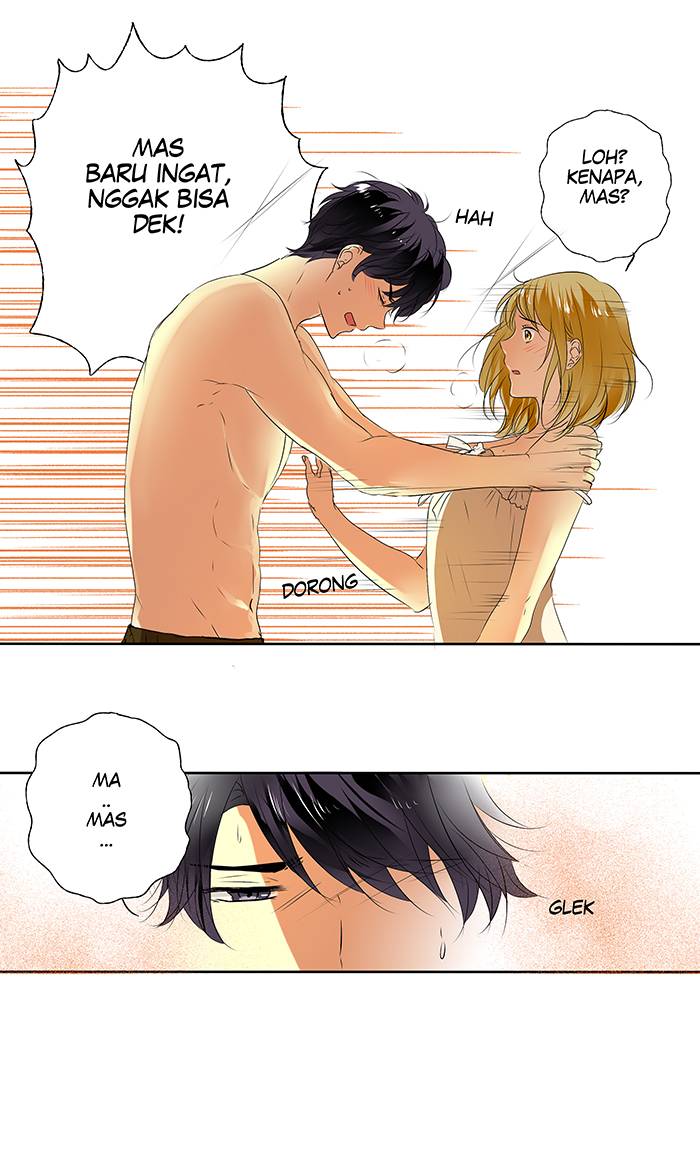 MAS
BARU INGAT,
NGGAK BISA
DEK!
LOH?
KENAPA,
MAS?
HAH
DORONG
MA
..
MAS
...
GLEK